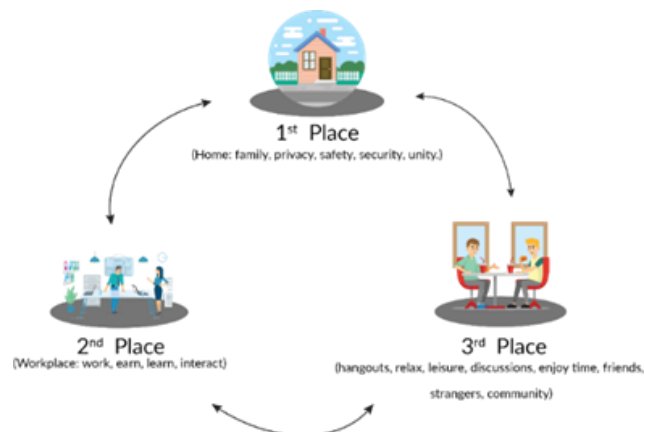 1st Place
(Home: family, privacy, safety, security, unity.)
2nd Place
(Workplace: work, earn, learn, interact)
3rd Place
(hangouts, relax, leisure, discussions, enjoy time, friends,
strangers, community)